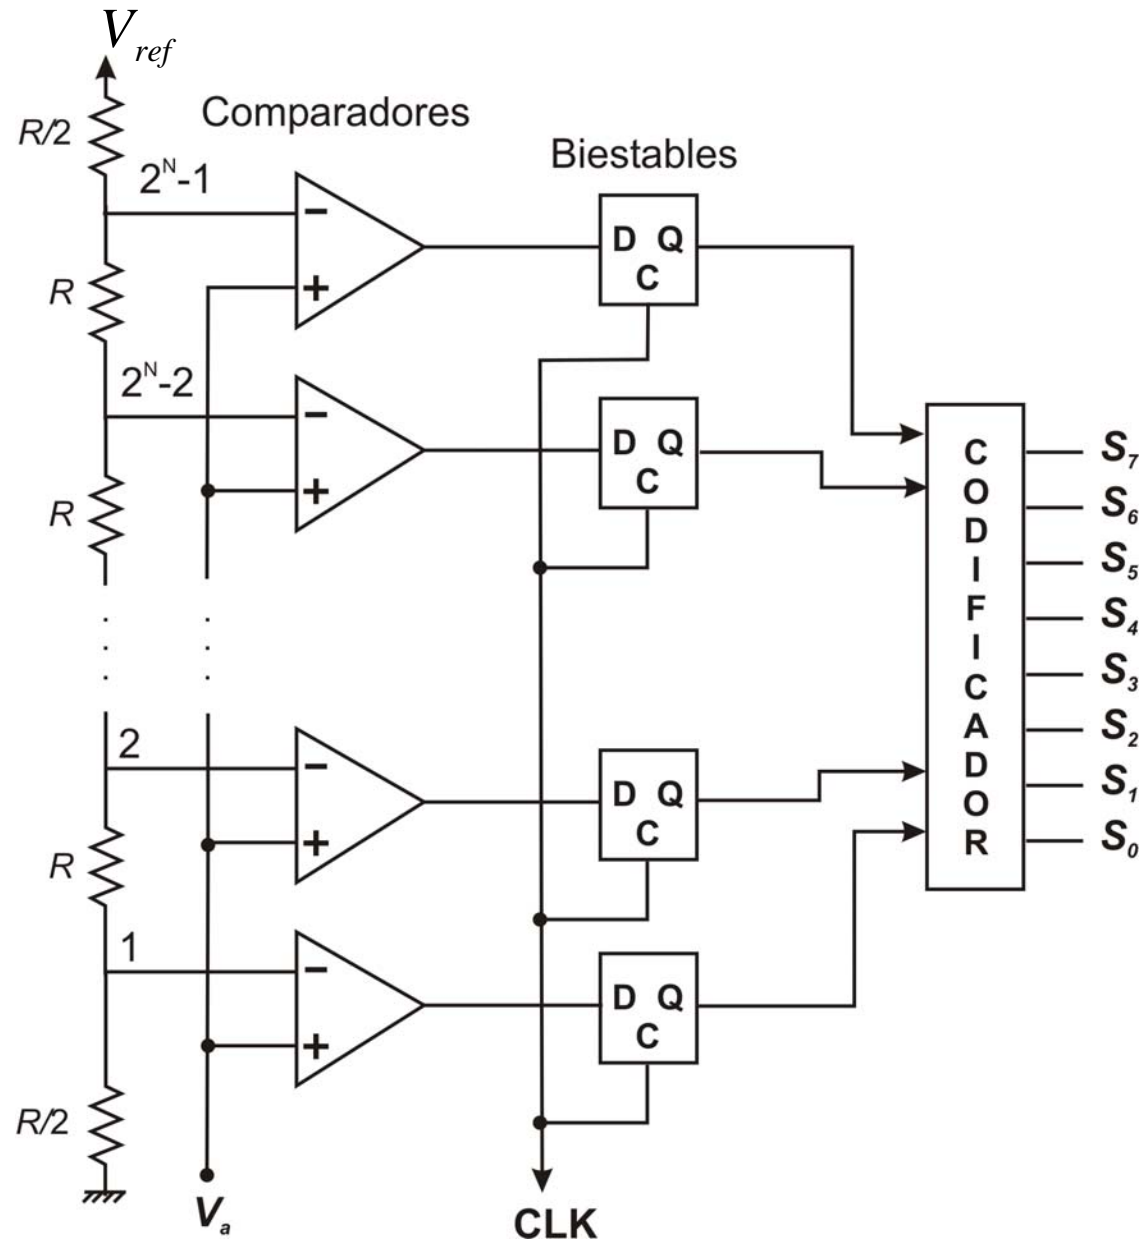 V_ref
R/2
Comparadores
Biestables
2^N-1
D Q
C
R
2^N-2
D Q
C
R
CODIFICADOR
S_7
S_6
S_5
S_4
S_3
S_2
S_1
S_0
2
D Q
C
R
1
D Q
C
R/2
V_a
CLK